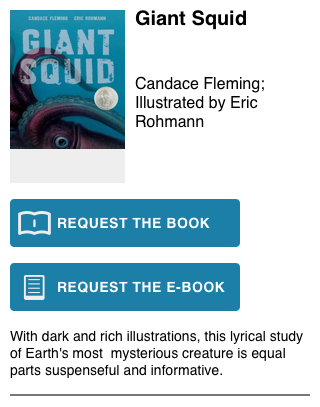 CANDACE FLEMING ERIC ROHMANN
GIANT
SQUID
Giant Squid
Candace Fleming;
Illustrated by Eric
Rohmann
REQUEST THE BOOK
REQUEST THE E-BOOK
With dark and rich illustrations, this lyrical study
of Earth's most  mysterious creature is equal
parts suspenseful and informative.